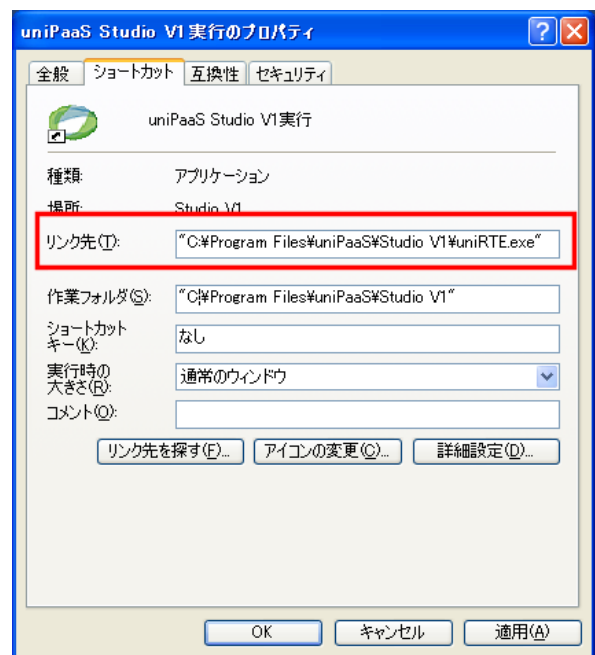 uniPaaS Studio V1実行のプロパティ
全般 ショートカット 互換性 セキュリティ
uniPaaS Studio V1実行
種類: アプリケーション
場所: Studio V1
リンク先(T): "C:¥Program Files¥uniPaaS¥Studio V1¥uniRTE.exe"
作業フォルダ(S): "C:¥Program Files¥uniPaaS¥Studio V1"
ショートカット
キー(K): なし
実行時の
大きさ(R): 通常のウィンドウ
コメント(O):
リンク先を探す(F)... アイコンの変更(C)... 詳細設定(D)...
OK キャンセル 適用(A)